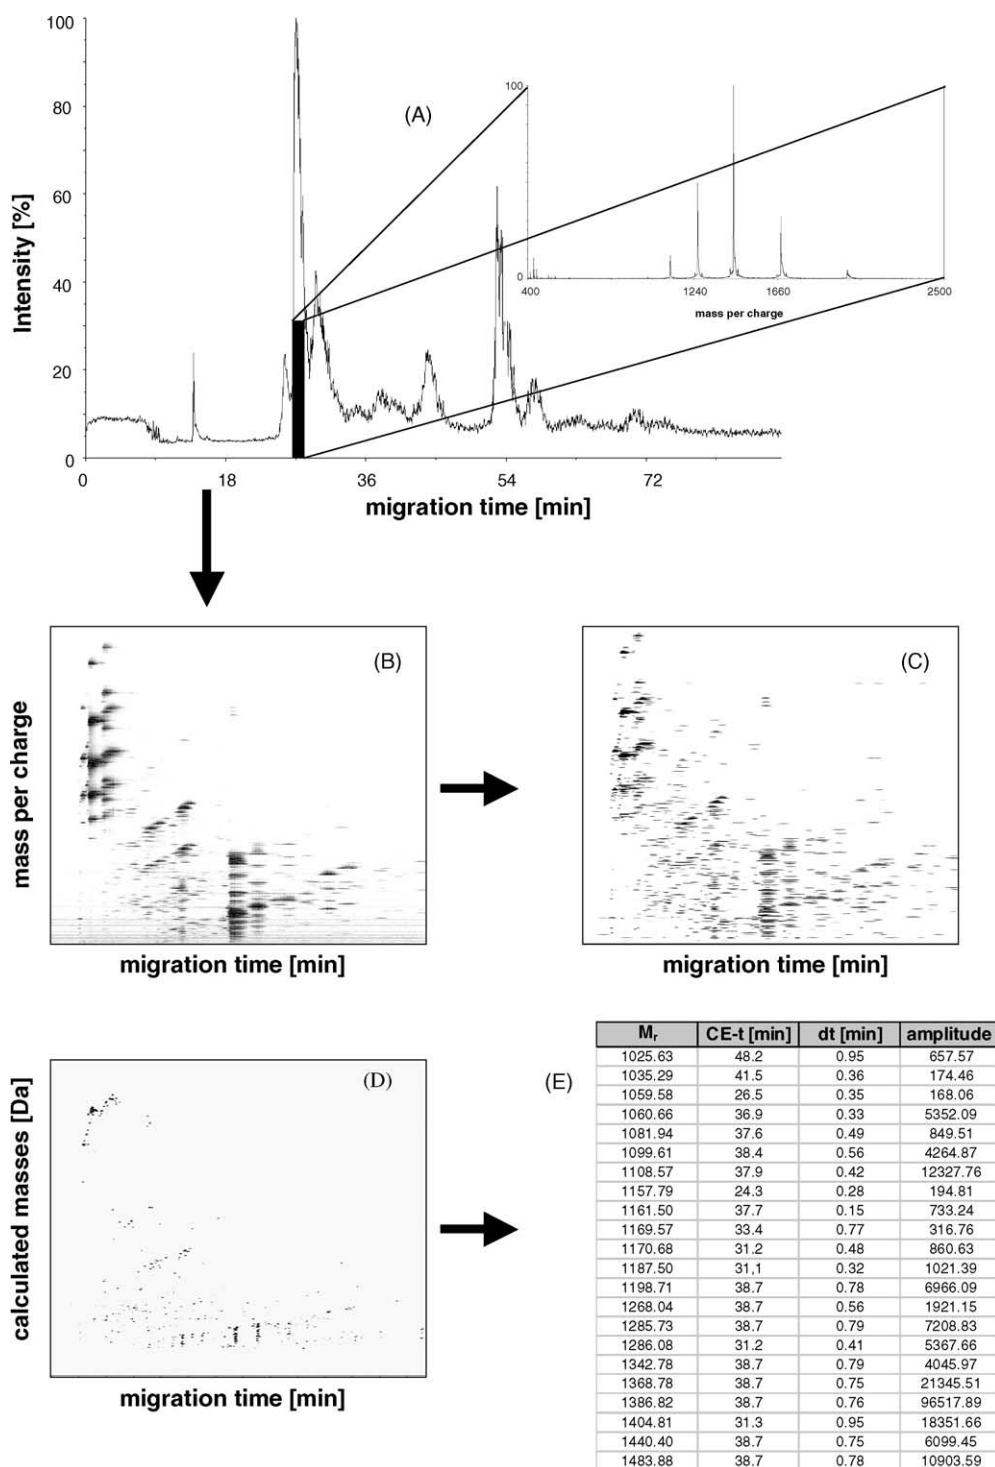 100
80
60
40
20
0
Intensity [%]
(A)
100
0
400
1240
1660
2500
mass per charge
0
18
36
54
72
migration time [min]
(B)
mass per charge
migration time [min]
(C)
migration time [min]
(D)
calculated masses [Da]
migration time [min]
(E)
Mr CE-t [min] dt [min] amplitude
1025.63 48.2 0.95 657.57
1035.29 41.5 0.36 174.46
1059.58 26.5 0.35 168.06
1060.66 36.9 0.33 5352.09
1081.94 37.6 0.49 849.51
1099.61 38.4 0.56 4264.87
1108.57 37.9 0.42 12327.76
1157.79 24.3 0.28 194.81
1161.50 37.7 0.15 733.24
1169.57 33.4 0.77 316.76
1170.68 31.2 0.48 860.63
1187.50 31,1 0.32 1021.39
1198.71 38.7 0.78 6966.09
1268.04 38.7 0.56 1921.15
1285.73 38.7 0.79 7208.83
1286.08 31.2 0.41 5367.66
1342.78 38.7 0.79 4045.97
1368.78 38.7 0.75 21345.51
1386.82 38.7 0.76 96517.89
1404.81 31.3 0.95 18351.66
1440.40 38.7 0.75 6099.45
1483.88 38.7 0.78 10903.59